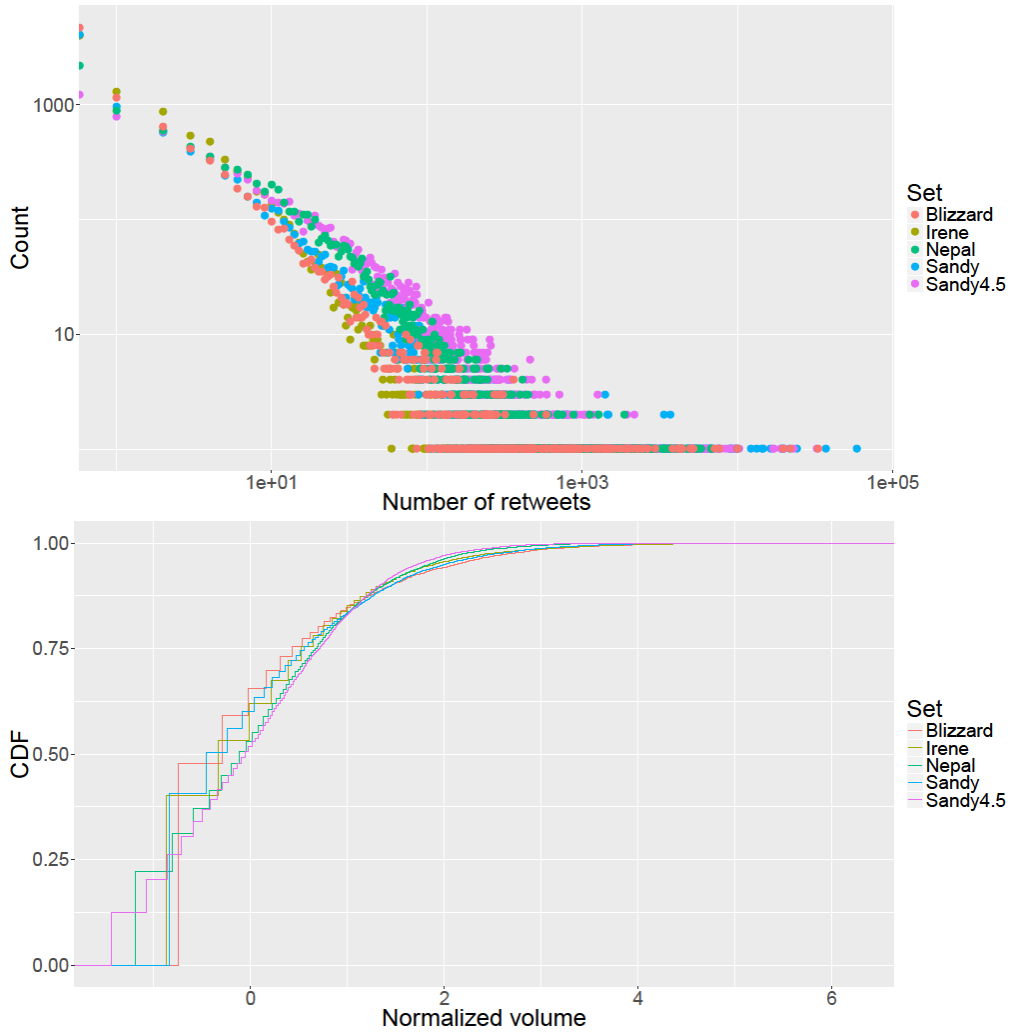 1000
10
Count
1e+01
1e+03
1e+05
Number of retweets
Set
Blizzard
Irene
Nepal
Sandy
Sandy4.5
1.00
0.75
0.50
0.25
0.00
CDF
0
2
4
6
Normalized volume
Set
Blizzard
Irene
Nepal
Sandy
Sandy4.5